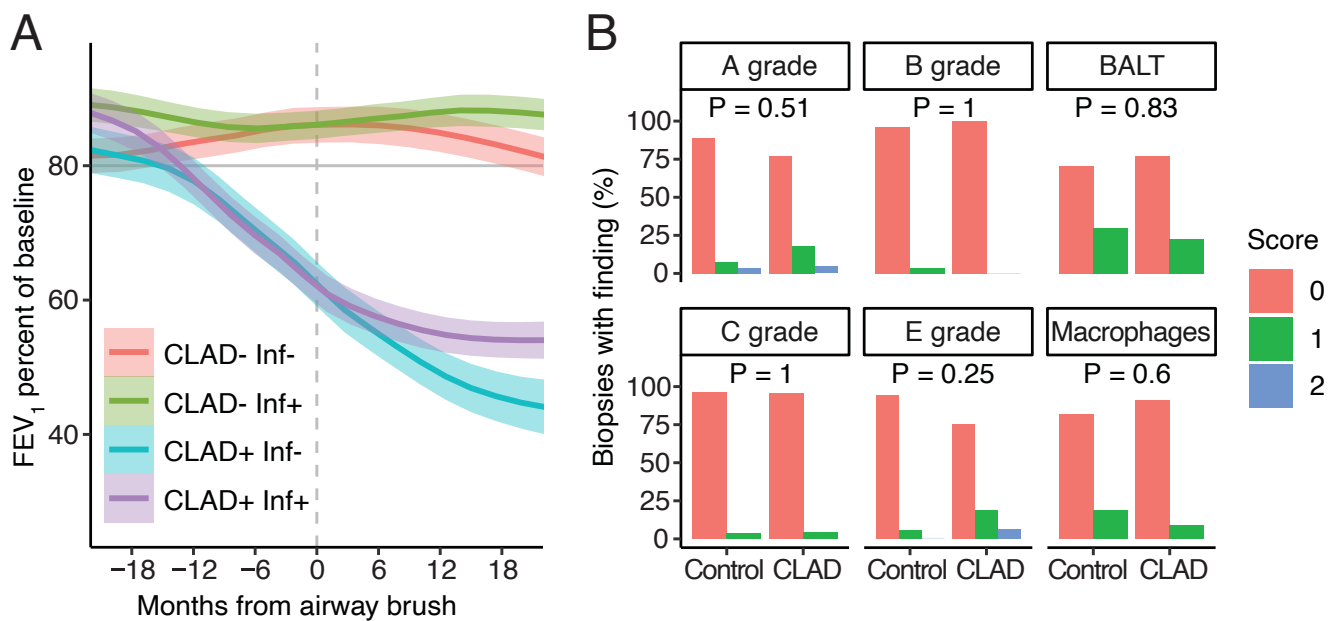 A
FEV₁ percent of baseline
80
60
40
CLAD- Inf-
CLAD- Inf+
CLAD+ Inf-
CLAD+ Inf+
−18 −12 −6 0 6 12 18
Months from airway brush
B
Biopsies with finding (%)
A grade B grade BALT
P = 0.51 P = 1 P = 0.83
100
75
50
25
0
C grade E grade Macrophages
P = 1 P = 0.25 P = 0.6
100
75
50
25
0
Control CLAD Control CLAD Control CLAD
Score
0
1
2